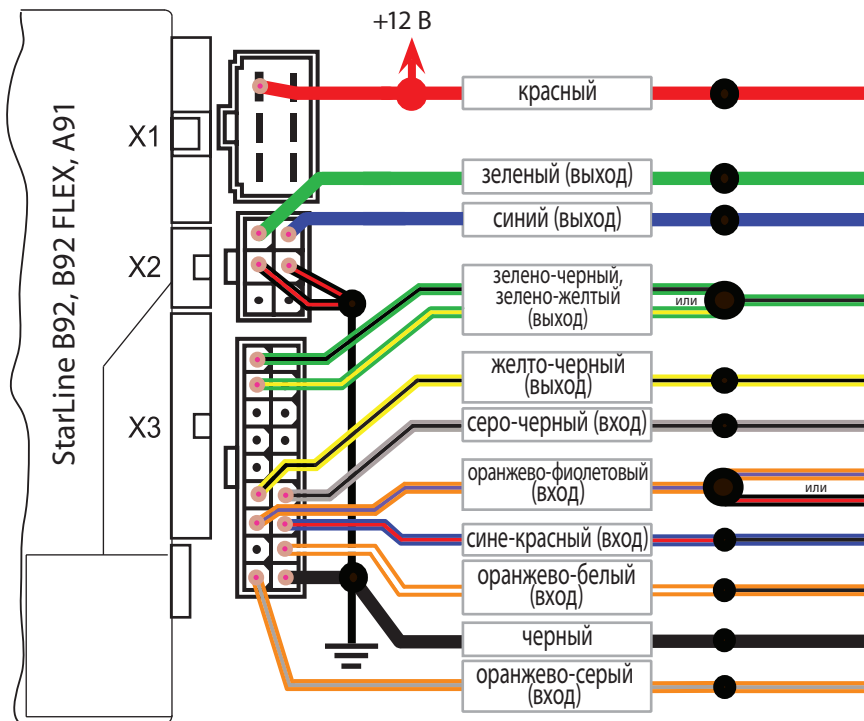 +12 В
красный
X1
зеленый (выход)
синий (выход)
X2
зелено-черный,
зелено-желтый
(выход)
или
StarLine B92, B92 FLEX, A91
желто-черный
(выход)
X3
серо-черный (вход)
оранжево-фиолетовый
(вход)
или
сине-красный (вход)
оранжево-белый
(вход)
черный
оранжево-серый
(вход)